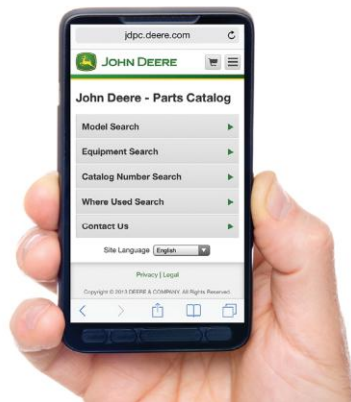 jdpc.deere.com
JOHN DEERE
John Deere - Parts Catalog
Model Search
Equipment Search
Catalog Number Search
Where Used Search
Contact Us
Site Language English
Privacy | Legal
Copyright © 2013 DEERE & COMPANY. All Rights Reserved.